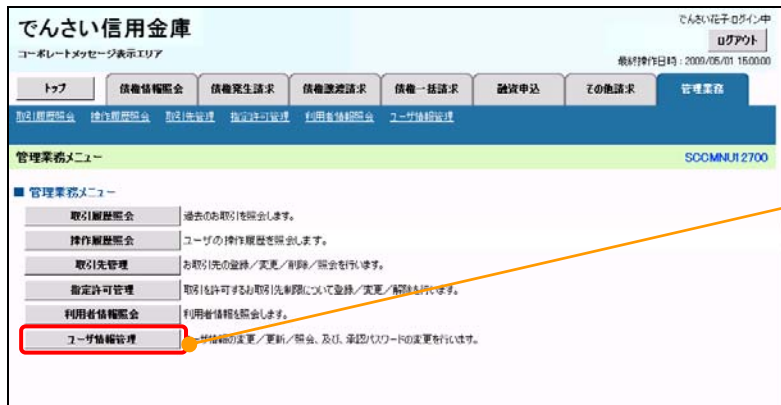 でんさい信用金庫
でんさい花子ログイン中
ログアウト
コーポレートメッセージ表示エリア
最終操作日時：2009/05/01 15:00:00
トップ 債権情報照会 債権発生請求 債権譲渡請求 債権一括請求 融資申込 その他請求 管理業務
取引履歴照会 操作履歴照会 取引先管理 指定許可管理 利用者情報照会 ユーザ情報管理
管理業務メニュー SCCMNU12700
■ 管理業務メニュー
取引履歴照会 過去のお取引を照会します。
操作履歴照会 ユーザの操作履歴を照会します。
取引先管理 お取引先の登録／変更／削除／照会を行います。
指定許可管理 取引を許可するお取引先制限について登録／変更／解除を行います。
利用者情報照会 利用者情報を照会します。
ユーザ情報管理 ーザ情報の変更／更新／照会、及び、承認パスワードの変更を行います。